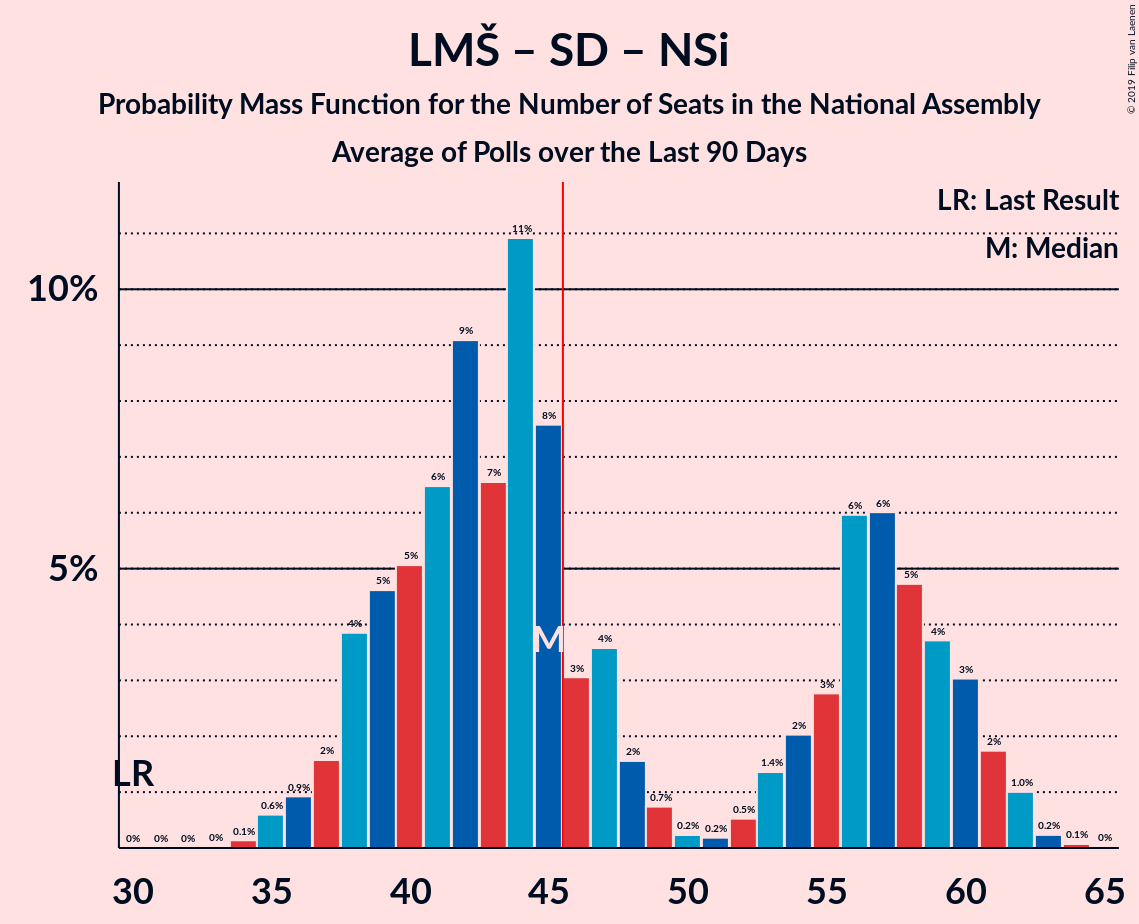 LMŠ – SD – NSi
Probability Mass Function for the Number of Seats in the National Assembly
Average of Polls over the Last 90 Days
© 2019 Filip van Laenen
LR: Last Result
M: Median
10%
5%
LR
M
0% 0% 0% 0% 0.1% 0.6% 0.9% 2% 4% 5% 5% 6% 9% 7% 11% 8% 3% 4% 2% 0.7% 0.2% 0.2% 0.5% 1.4% 2% 3% 6% 6% 5% 4% 3% 2% 1.0% 0.2% 0.1% 0%
30 35 40 45 50 55 60 65